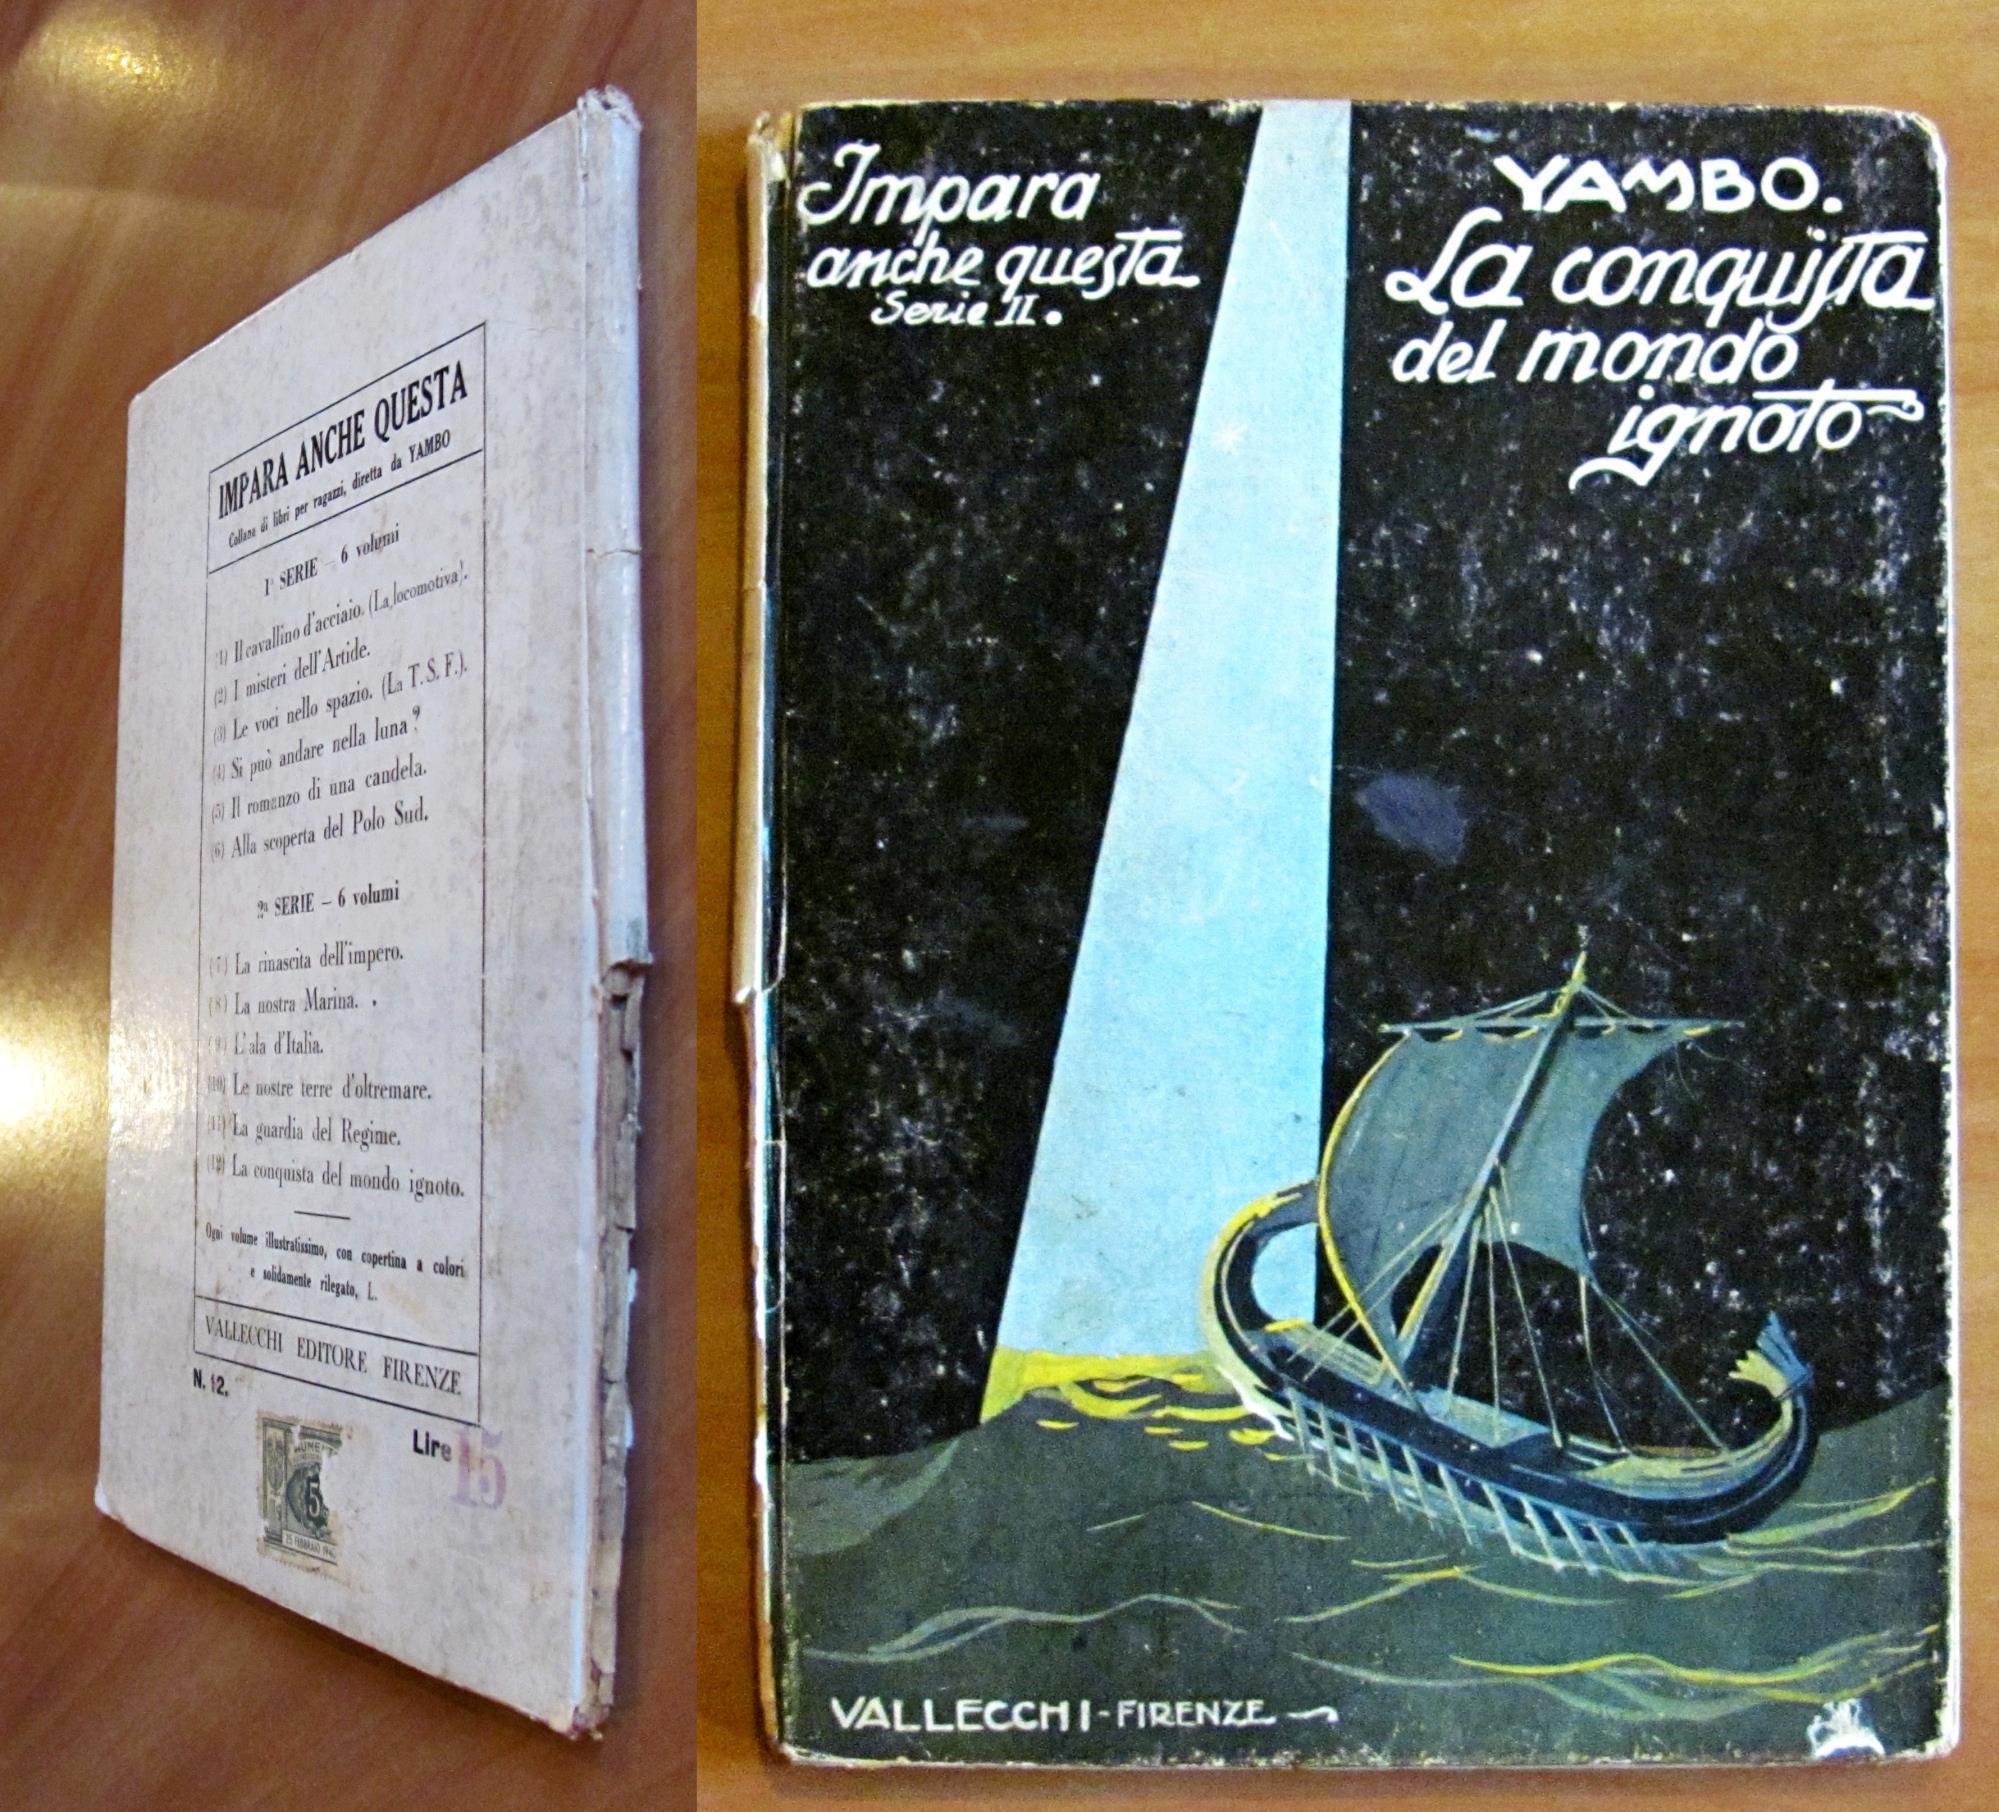 IMPARA ANCHE QUESTA
Collana di libri per ragazzi, diretta da YAMBO
1ª SERIE – 6 volumi
(1) Il cavallino d'acciaio. (La locomotiva).
(2) I misteri dell'Artide.
(3) Le voci nello spazio. (La T. S. F.).
(4) Si può andare nella luna?
(5) Il romanzo di una candela.
(6) Alla scoperta del Polo Sud.
2ª SERIE – 6 volumi
(7) La rinascita dell'impero.
(8) La nostra Marina.
(9) L'ala d'Italia.
(10) Le nostre terre d'oltremare.
(11) La guardia del Regime.
(12) La conquista del mondo ignoto.
Ogni volume illustratissimo, con copertina a colori
e solidamente rilegato, L.
VALLECCHI EDITORE FIRENZE
N. 12.
Lire 15
5
25 FEBBRAIO
Impara
anche questa
Serie II.
YAMBO.
La conquista
del mondo
ignoto
VALLECCHI-FIRENZE